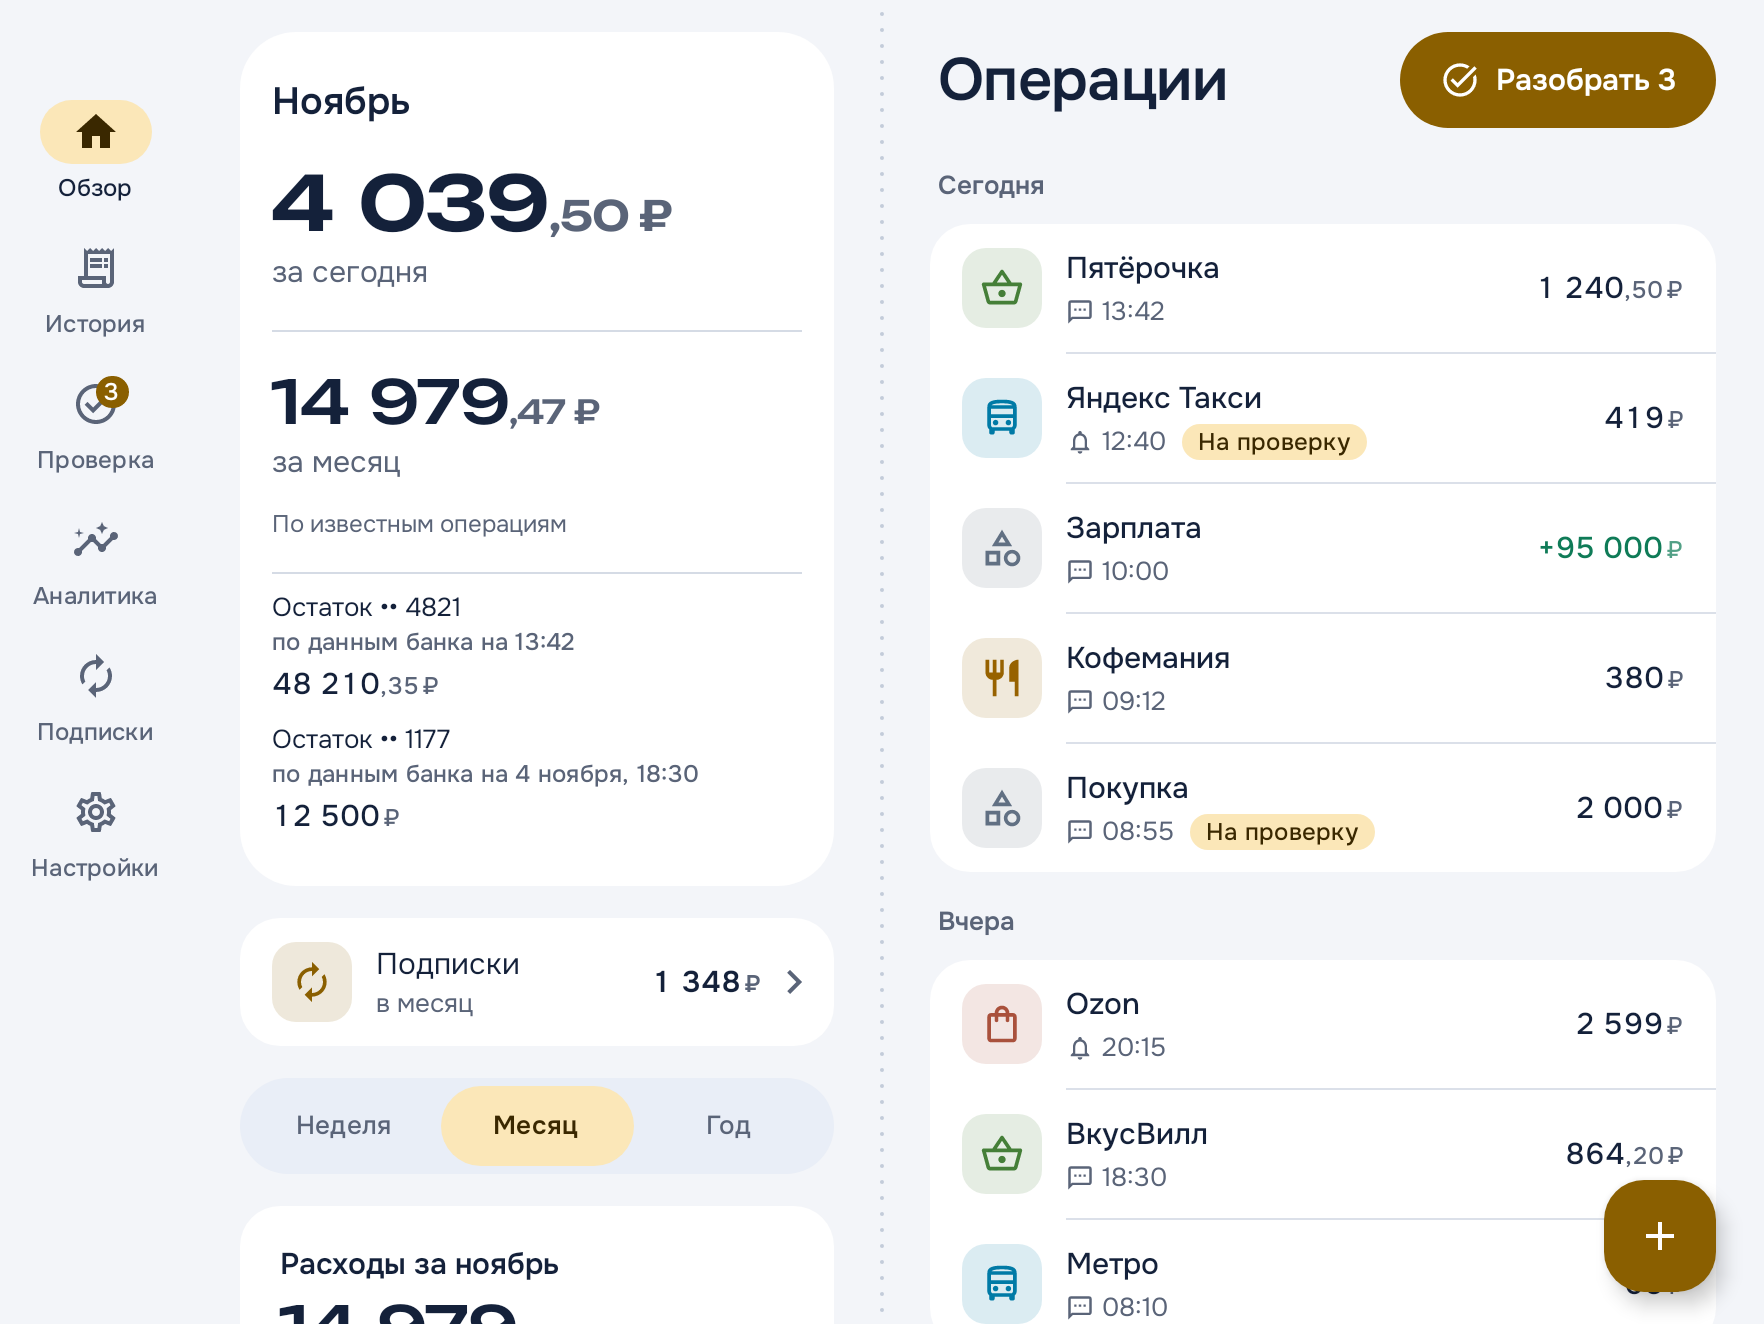 Обзор
История
3
Проверка
Аналитика
Подписки
Настройки
Ноябрь
4 039,50 ₽
за сегодня
14 979,47 ₽
за месяц
По известным операциям
Остаток •• 4821
по данным банка на 13:42
48 210,35 ₽
Остаток •• 1177
по данным банка на 4 ноября, 18:30
12 500 ₽
Подписки
в месяц
1 348 ₽
Неделя Месяц Год
Расходы за ноябрь
14 979
Операции
Разобрать 3
Сегодня
Пятёрочка
13:42
1 240,50 ₽
Яндекс Такси
12:40 На проверку
419 ₽
Зарплата
10:00
+95 000 ₽
Кофемания
09:12
380 ₽
Покупка
08:55 На проверку
2 000 ₽
Вчера
Ozon
20:15
2 599 ₽
ВкусВилл
18:30
864,20 ₽
Метро
08:10